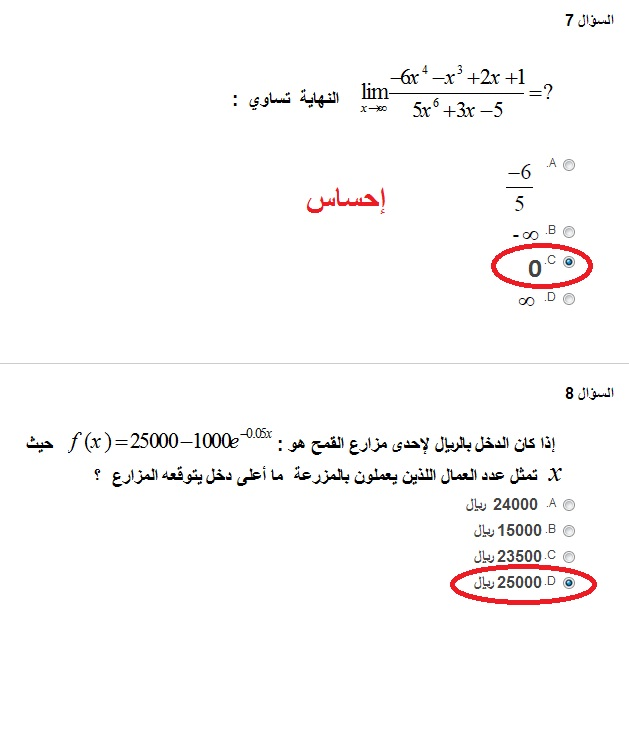 السؤال 7
النهاية تساوي : lim x→∞ (-6x^4 -x^3 +2x +1)/(5x^6 +3x -5) =?
A. -6/5
إحساس
B. -∞
C. 0
D. ∞
السؤال 8
إذا كان الدخل بالريال لإحدى مزارع القمح هو : f(x)=25000-1000e^-0.05x حيث
x تمثل عدد العمال اللذين يعملون بالمزرعة ما أعلى دخل يتوقعه المزارع ؟
A. 24000 ريال
B. 15000 ريال
C. 23500 ريال
D. 25000 ريال